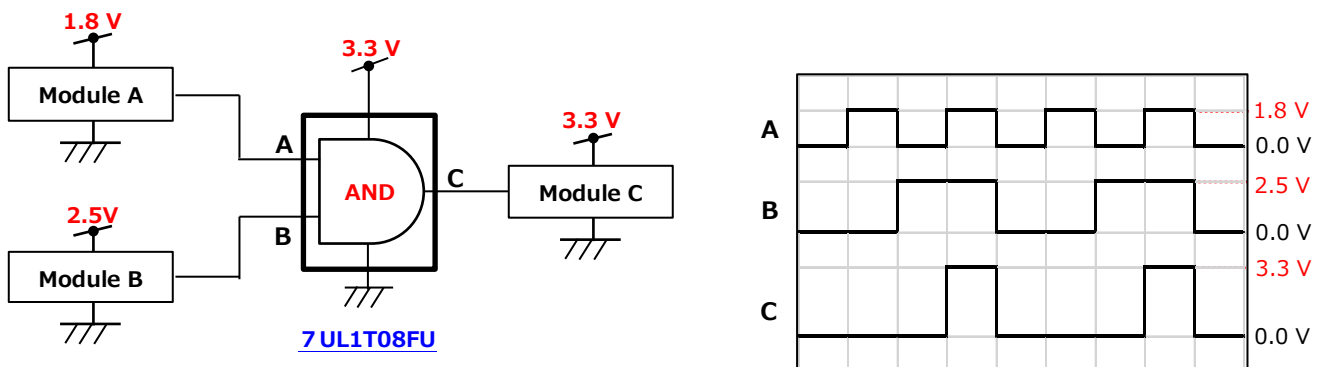 1.8 V
Module A
3.3 V
A
AND
C
B
2.5V
Module B
3.3 V
Module C
7UL1T08FU
A
1.8 V
0.0 V
B
2.5 V
0.0 V
C
3.3 V
0.0 V